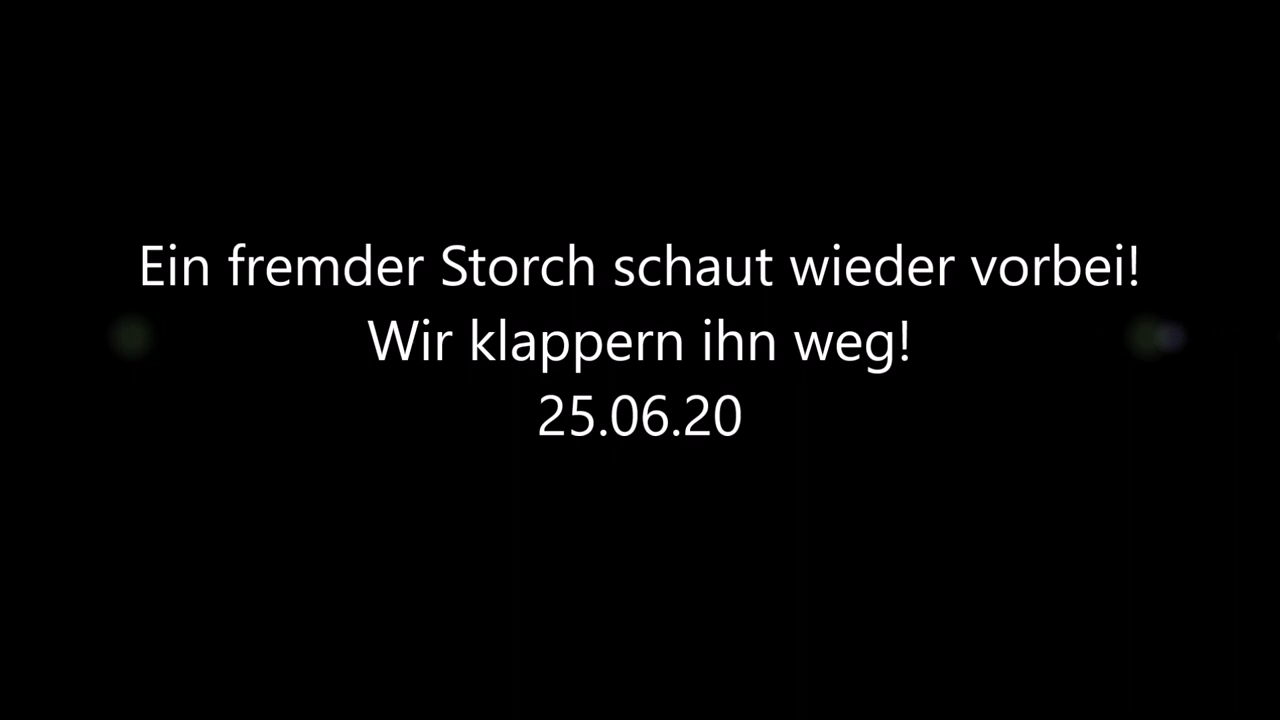 Ein fremder Storch schaut wieder vorbei!
Wir klappern ihn weg!
25.06.20